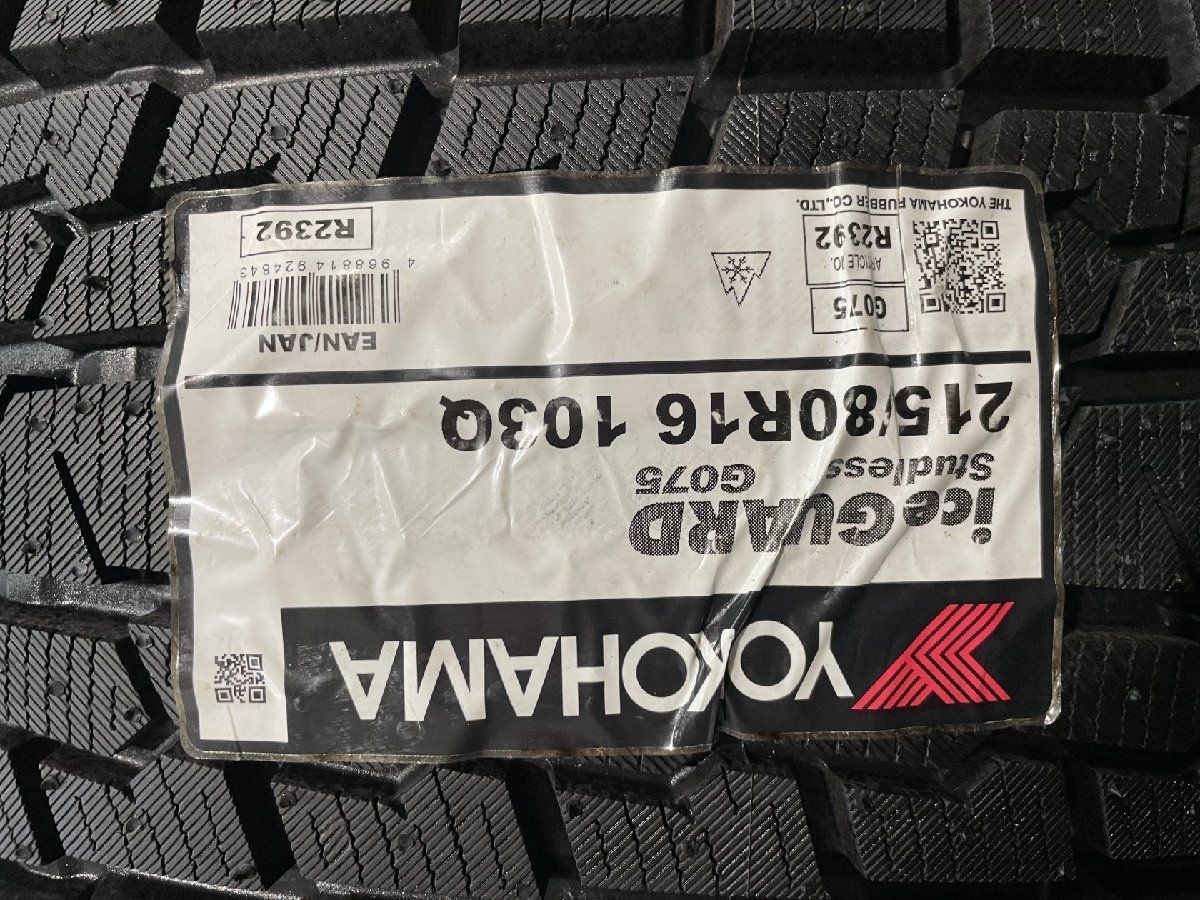 YOKOHAMA
iceGUARD
Studless G075
215/80R16 103Q
G075
EAN/JAN
4 968814 924843
ARTICLE NO.
R2392
R2392
THE YOKOHAMA RUBBER CO.,LTD.